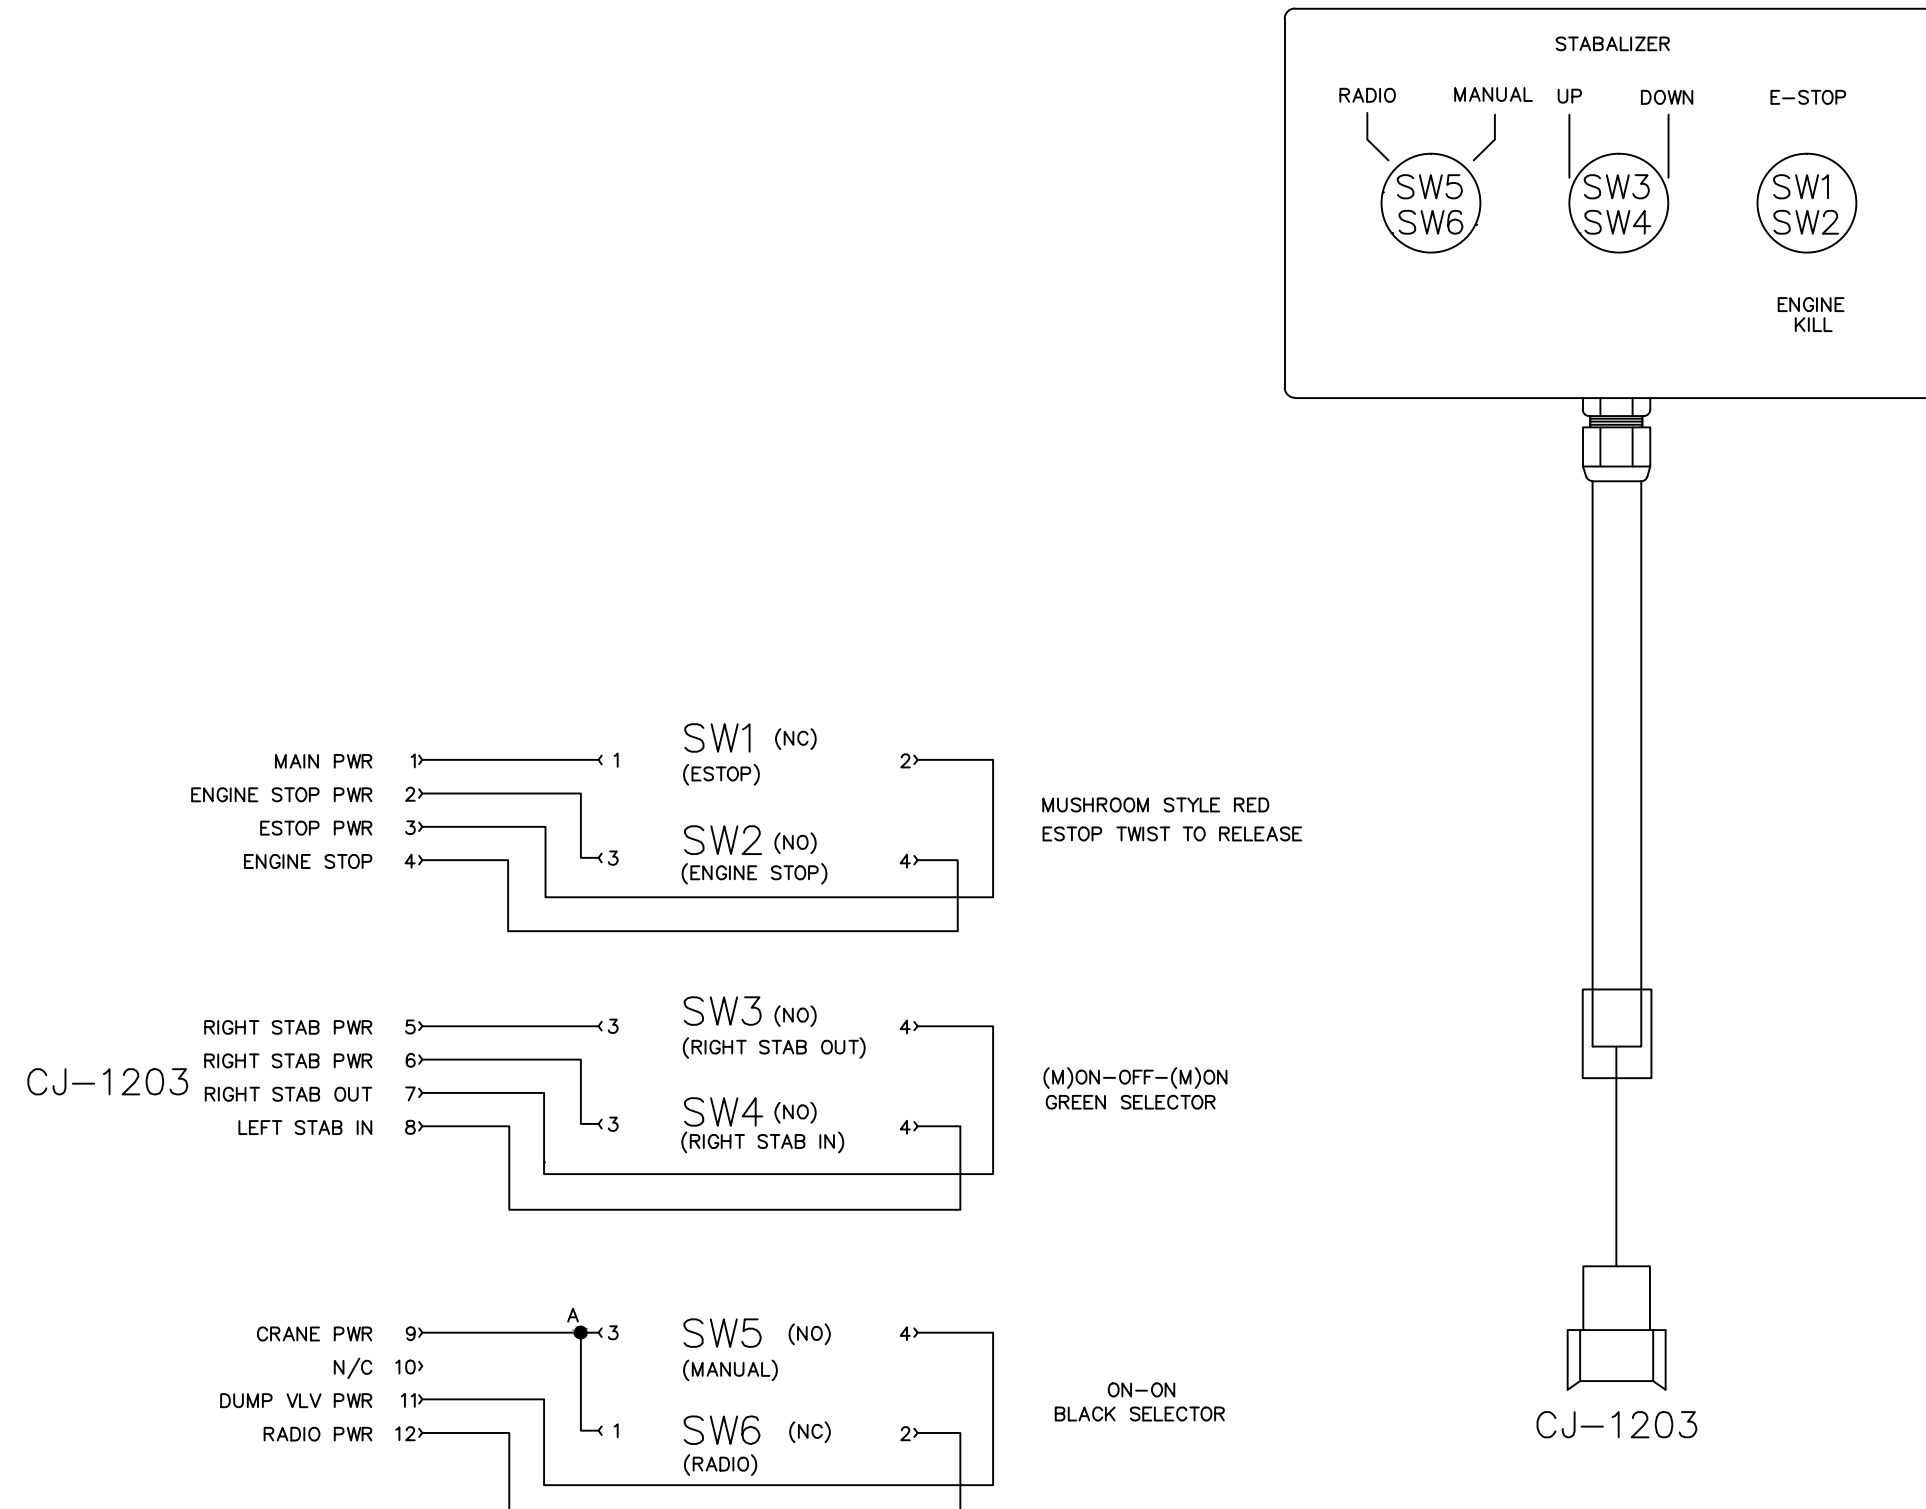 STABALIZER
RADIO MANUAL UP DOWN E-STOP
SW5 SW3 SW1
SW6 SW4 SW2
ENGINE
KILL
SW1 (NC)
MAIN PWR 1 1 2
(ESTOP)
ENGINE STOP PWR 2
MUSHROOM STYLE RED
ESTOP PWR 3
ESTOP TWIST TO RELEASE
SW2 (NO)
ENGINE STOP 4 3 4
(ENGINE STOP)
SW3 (NO)
RIGHT STAB PWR 5 3 4
(RIGHT STAB OUT)
RIGHT STAB PWR 6
(M)ON-OFF-(M)ON
CJ-1203
RIGHT STAB OUT 7
GREEN SELECTOR
SW4 (NO)
LEFT STAB IN 8 3 4
(RIGHT STAB IN)
A
CRANE PWR 9 3 SW5 (NO) 4
N/C 10
(MANUAL)
ON-ON
DUMP VLV PWR 11
BLACK SELECTOR
RADIO PWR 12 1 SW6 (NC) 2
(RADIO)
CJ-1203